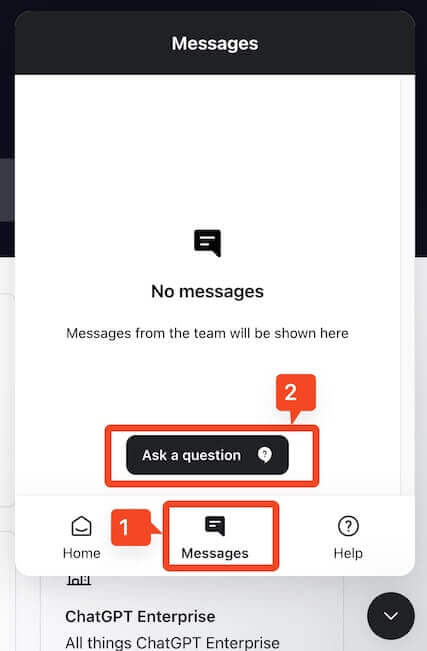 Messages
No messages
Messages from the team will be shown here
2
Ask a question ?
1
Home
Messages
? Help
ChatGPT Enterprise
All things ChatGPT Enterprise